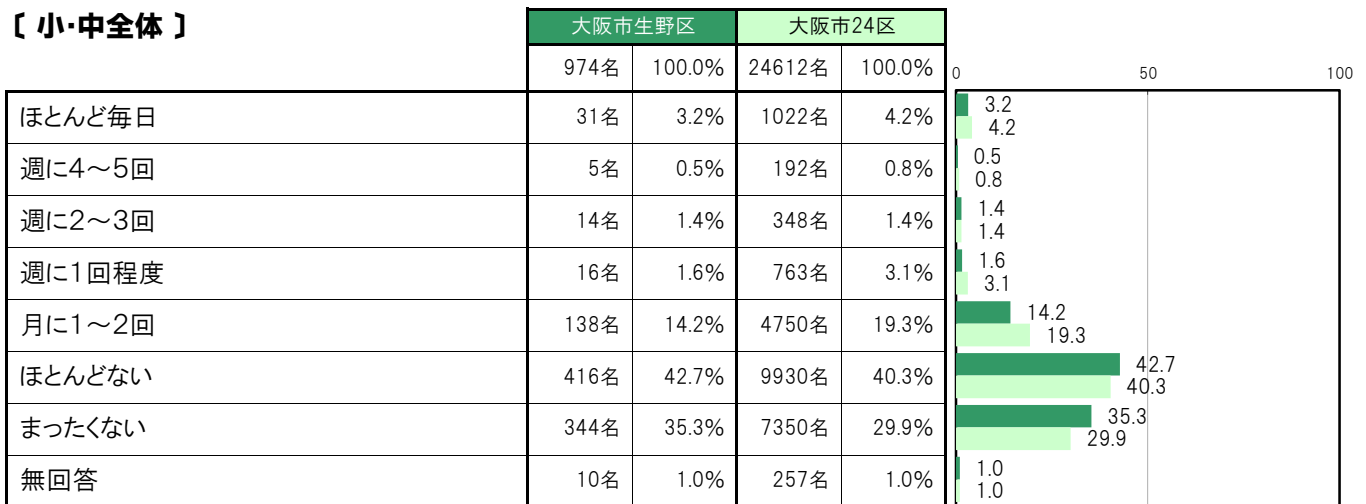 〔 小・中全体 〕
大阪市生野区 大阪市24区
974名 100.0% 24612名 100.0% 0 50 100
ほとんど毎日 31名 3.2% 1022名 4.2% 3.2
4.2
週に4～5回 5名 0.5% 192名 0.8% 0.5
0.8
週に2～3回 14名 1.4% 348名 1.4% 1.4
1.4
週に1回程度 16名 1.6% 763名 3.1% 1.6
3.1
月に1～2回 138名 14.2% 4750名 19.3% 14.2
19.3
ほとんどない 416名 42.7% 9930名 40.3% 42.7
40.3
まったくない 344名 35.3% 7350名 29.9% 35.3
29.9
無回答 10名 1.0% 257名 1.0% 1.0
1.0